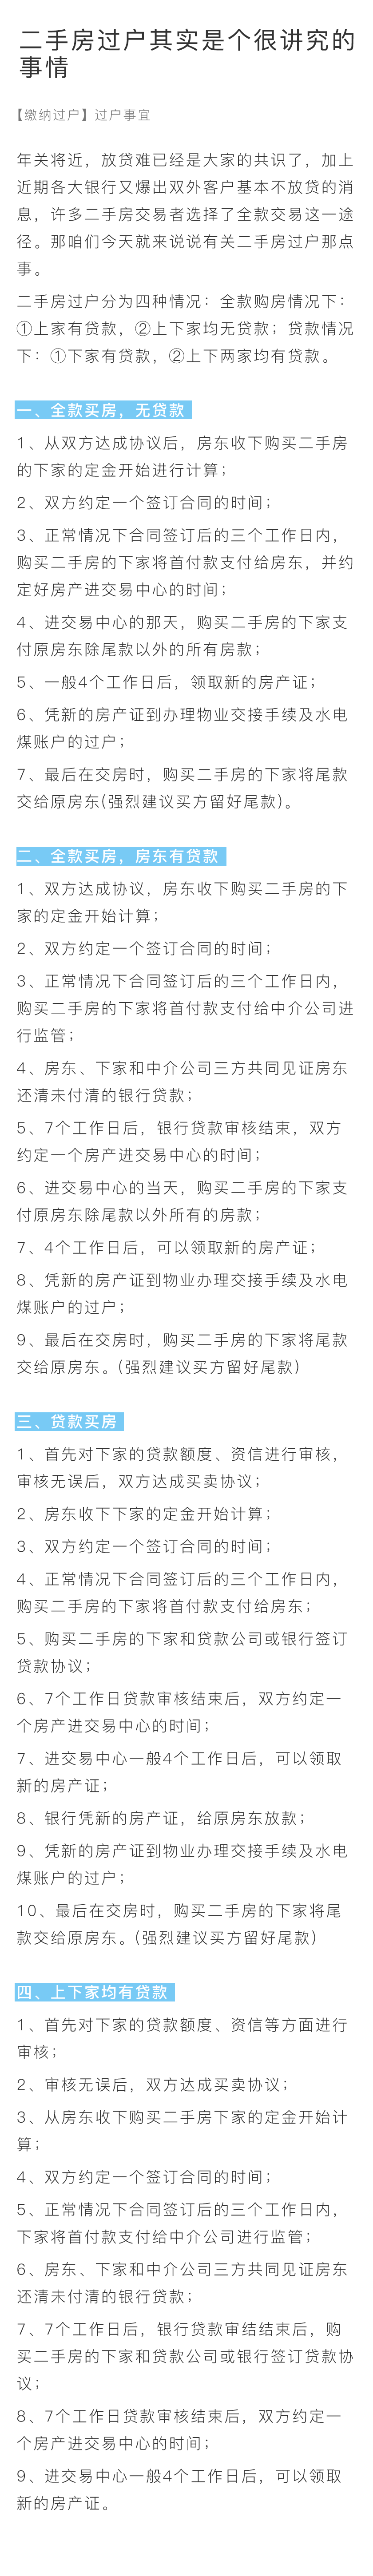 二手房过户其实是个很讲究的
事情
【缴纳过户】过户事宜
年关将近，放贷难已经是大家的共识了，加上
近期各大银行又爆出双外客户基本不放贷的消
息，许多二手房交易者选择了全款交易这一途
径。那咱们今天就来说说有关二手房过户那点
事。
二手房过户分为四种情况：全款购房情况下：
①上家有贷款，②上下家均无贷款；贷款情况
下：①下家有贷款，②上下两家均有贷款。
一、全款买房，无贷款
1、从双方达成协议后，房东收下购买二手房
的下家的定金开始进行计算；
2、双方约定一个签订合同的时间；
3、正常情况下合同签订后的三个工作日内，
购买二手房的下家将首付款支付给房东，并约
定好房产进交易中心的时间；
4、进交易中心的那天，购买二手房的下家支
付原房东除尾款以外的所有房款；
5、一般4个工作日后，领取新的房产证；
6、凭新的房产证到办理物业交接手续及水电
煤账户的过户；
7、最后在交房时，购买二手房的下家将尾款
交给原房东(强烈建议买方留好尾款)。
二、全款买房，房东有贷款
1、双方达成协议，房东收下购买二手房的下
家的定金开始计算；
2、双方约定一个签订合同的时间；
3、正常情况下合同签订后的三个工作日内，
购买二手房的下家将首付款支付给中介公司进
行监管；
4、房东、下家和中介公司三方共同见证房东
还清未付清的银行贷款；
5、7个工作日后，银行贷款审核结束，双方
约定一个房产进交易中心的时间；
6、进交易中心的当天，购买二手房的下家支
付原房东除尾款以外所有的房款；
7、4个工作日后，可以领取新的房产证；
8、凭新的房产证到物业办理交接手续及水电
煤账户的过户；
9、最后在交房时，购买二手房的下家将尾款
交给原房东。(强烈建议买方留好尾款)
三、贷款买房
1、首先对下家的贷款额度、资信进行审核，
审核无误后，双方达成买卖协议；
2、房东收下下家的定金开始计算；
3、双方约定一个签订合同的时间；
4、正常情况下合同签订后的三个工作日内，
购买二手房的下家将首付款支付给房东；
5、购买二手房的下家和贷款公司或银行签订
贷款协议；
6、7个工作日贷款审核结束后，双方约定一
个房产进交易中心的时间；
7、进交易中心一般4个工作日后，可以领取
新的房产证；
8、银行凭新的房产证，给原房东放款；
9、凭新的房产证到物业办理交接手续及水电
煤账户的过户；
10、最后在交房时，购买二手房的下家将尾
款交给原房东。(强烈建议买方留好尾款)
四、上下家均有贷款
1、首先对下家的贷款额度、资信等方面进行
审核；
2、审核无误后，双方达成买卖协议；
3、从房东收下购买二手房下家的定金开始计
算；
4、双方约定一个签订合同的时间；
5、正常情况下合同签订后的三个工作日内，
下家将首付款支付给中介公司进行监管；
6、房东、下家和中介公司三方共同见证房东
还清未付清的银行贷款；
7、7个工作日后，银行贷款审结结束后，购
买二手房的下家和贷款公司或银行签订贷款协
议；
8、7个工作日贷款审核结束后，双方约定一
个房产进交易中心的时间；
9、进交易中心一般4个工作日后，可以领取
新的房产证。